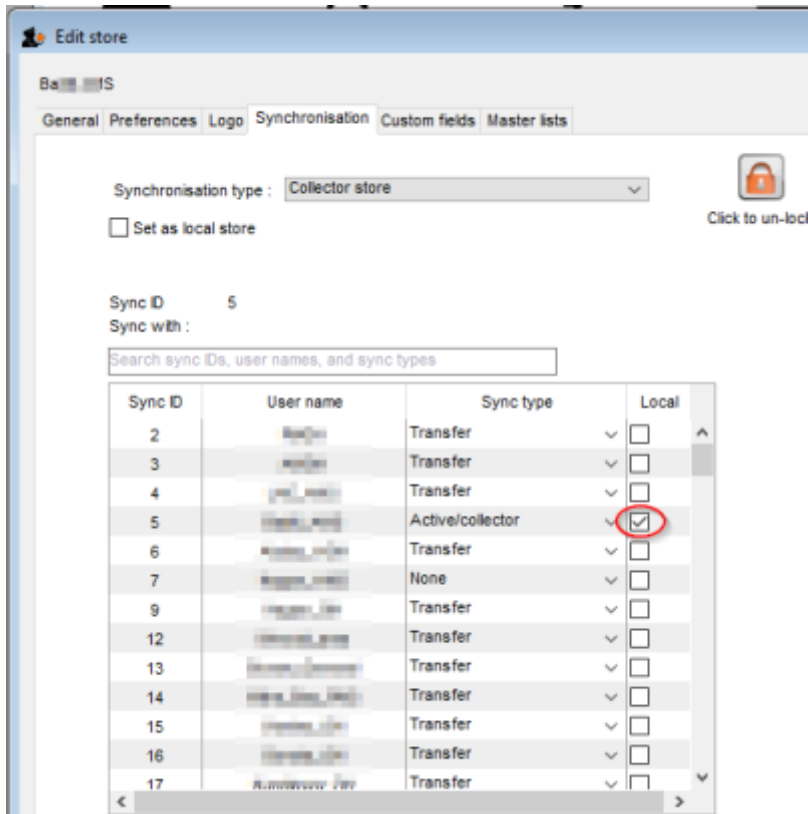 Edit store
General Preferences Logo Synchronisation Custom fields Master lists
Synchronisation type : Collector store
Click to un-lock
Set as local store
Sync ID 5
Sync with :
Search sync IDs, user names, and sync types
Sync ID User name Sync type Local
2 Transfer
3 Transfer
4 Transfer
5 Active/collector
6 Transfer
7 None
9 Transfer
12 Transfer
13 Transfer
14 Transfer
15 Transfer
16 Transfer
17 Transfer